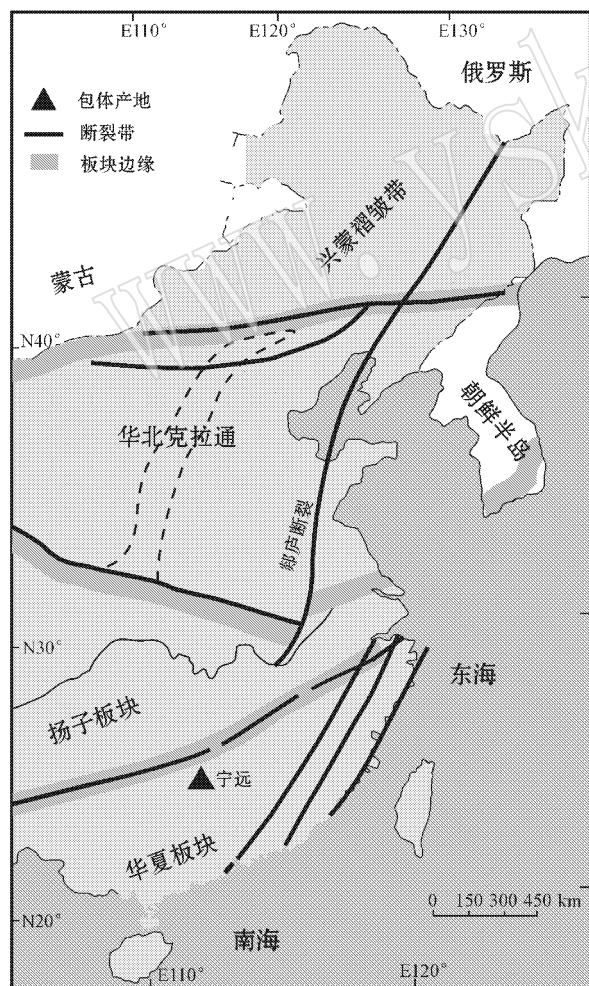 E110° E120° E130°
俄罗斯
包体产地
断裂带
板块边缘
兴蒙褶皱带
蒙古
www.ysk
N40°
朝鲜半岛
华北克拉通
郯庐断裂
N30°
东海
扬子板块
宁远
华夏板块
0 150 300 450 km
N20°
南海
E110° E120°